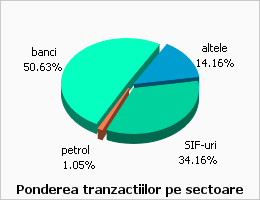 banci
50.63%
altele
14.16%
petrol
1.05%
SIF-uri
34.16%
Ponderea tranzactiilor pe sectoare